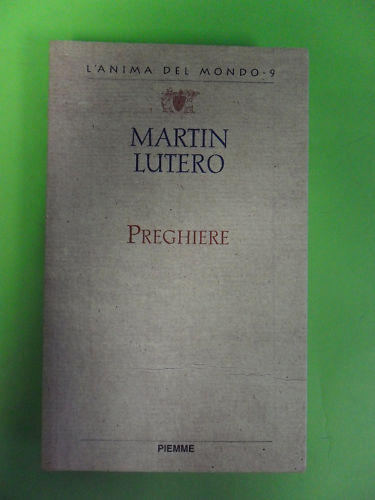 L'ANIMA DEL MONDO - 9
MARTIN
LUTERO
PREGHIERE
PIEMME